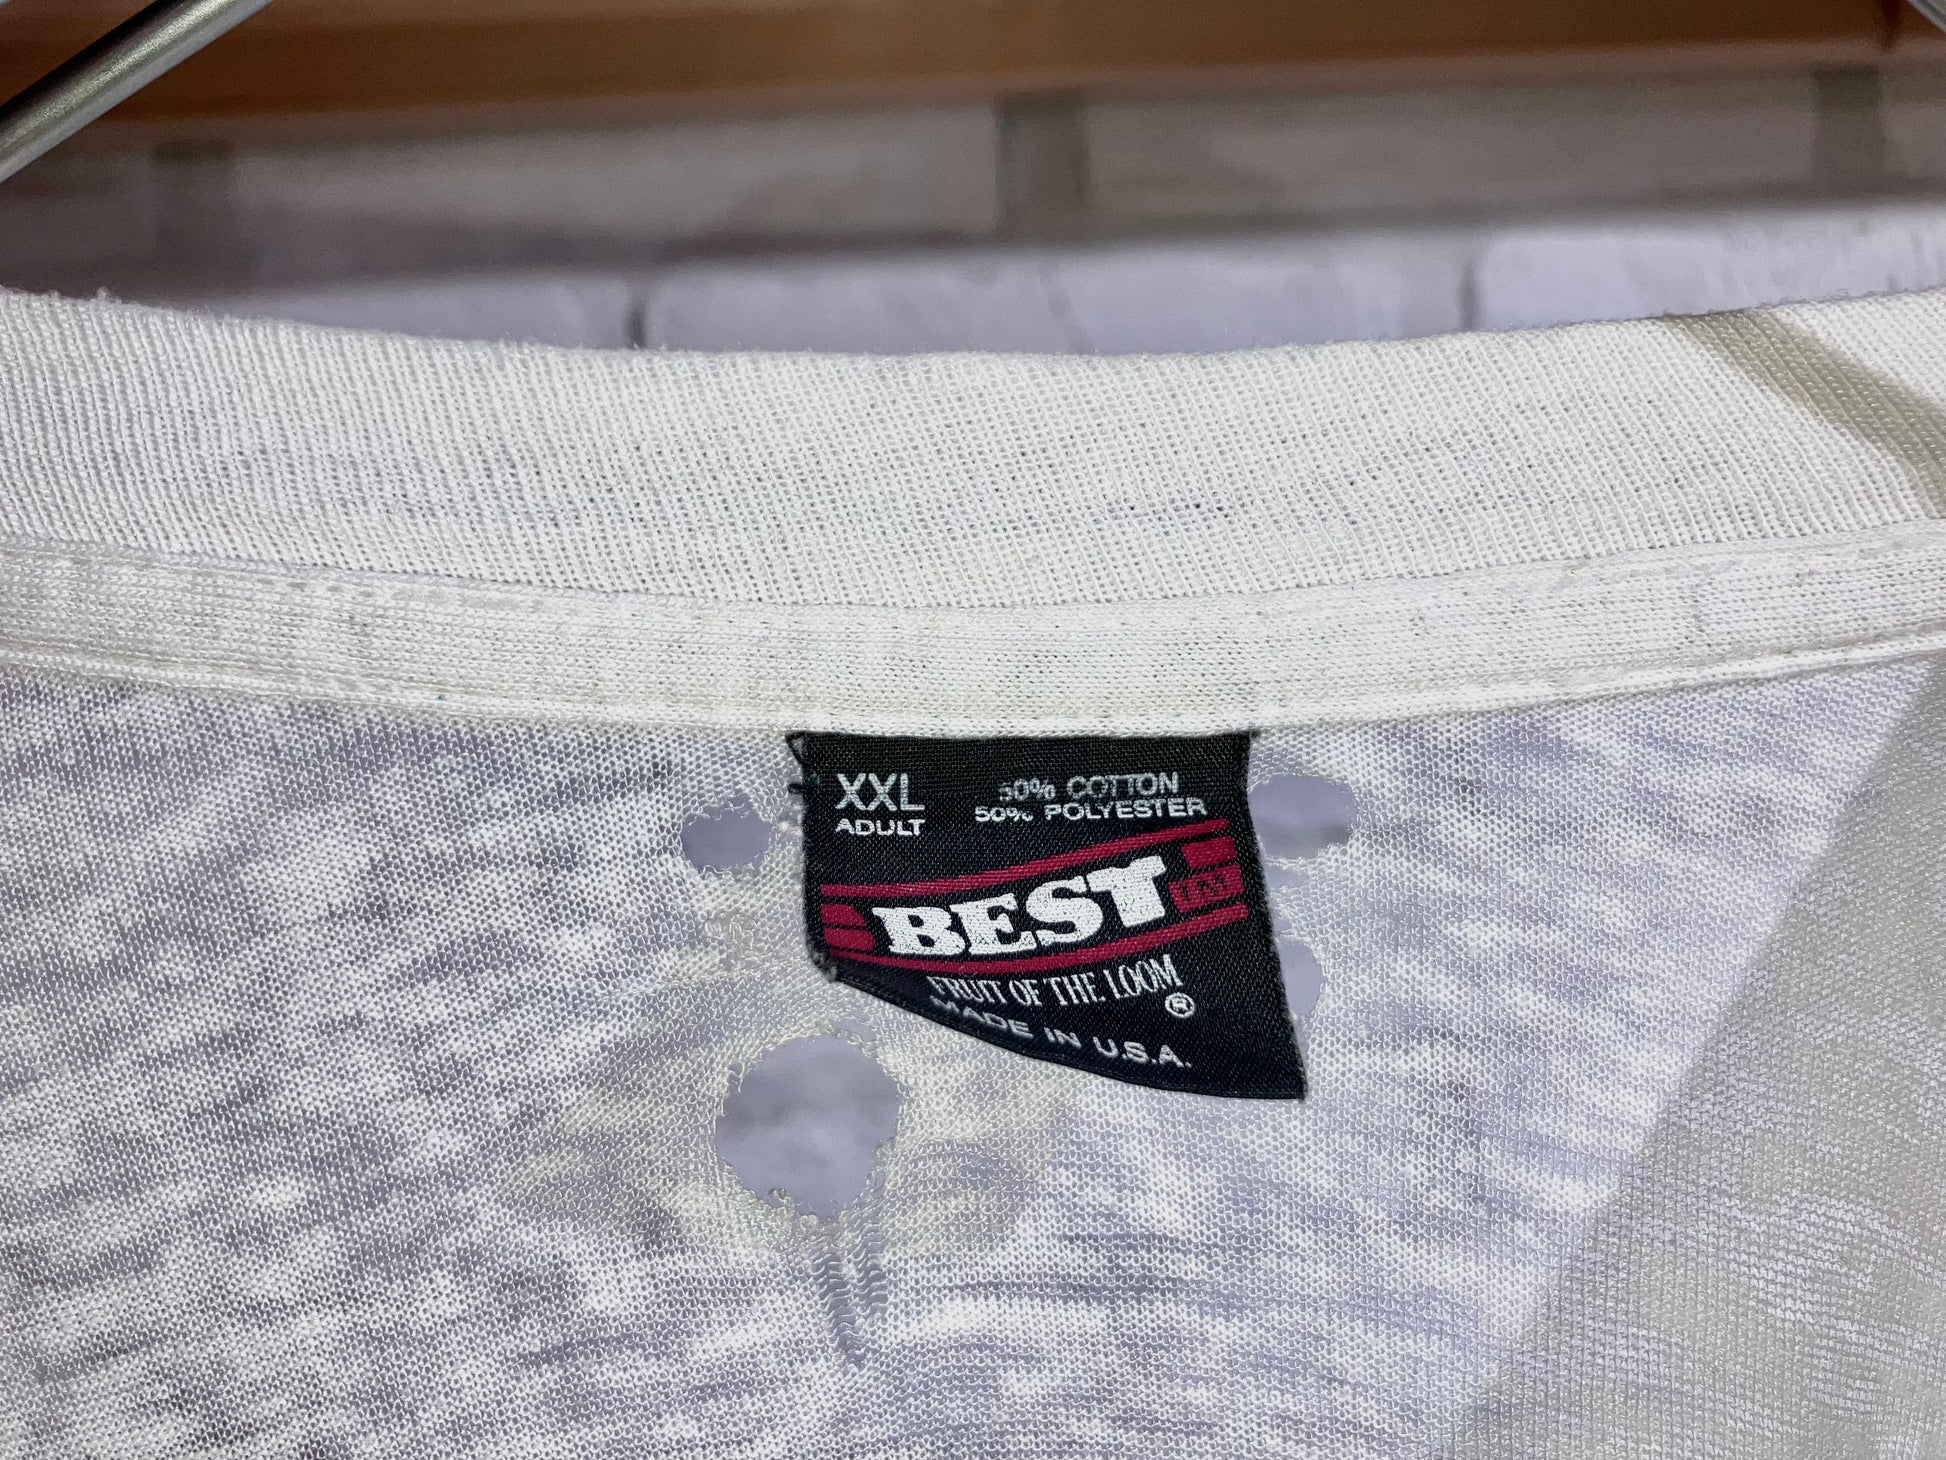 XXL
ADULT
50% COTTON
50% POLYESTER
BEST TM
FRUIT OF THE LOOM
®
MADE IN U.S.A.